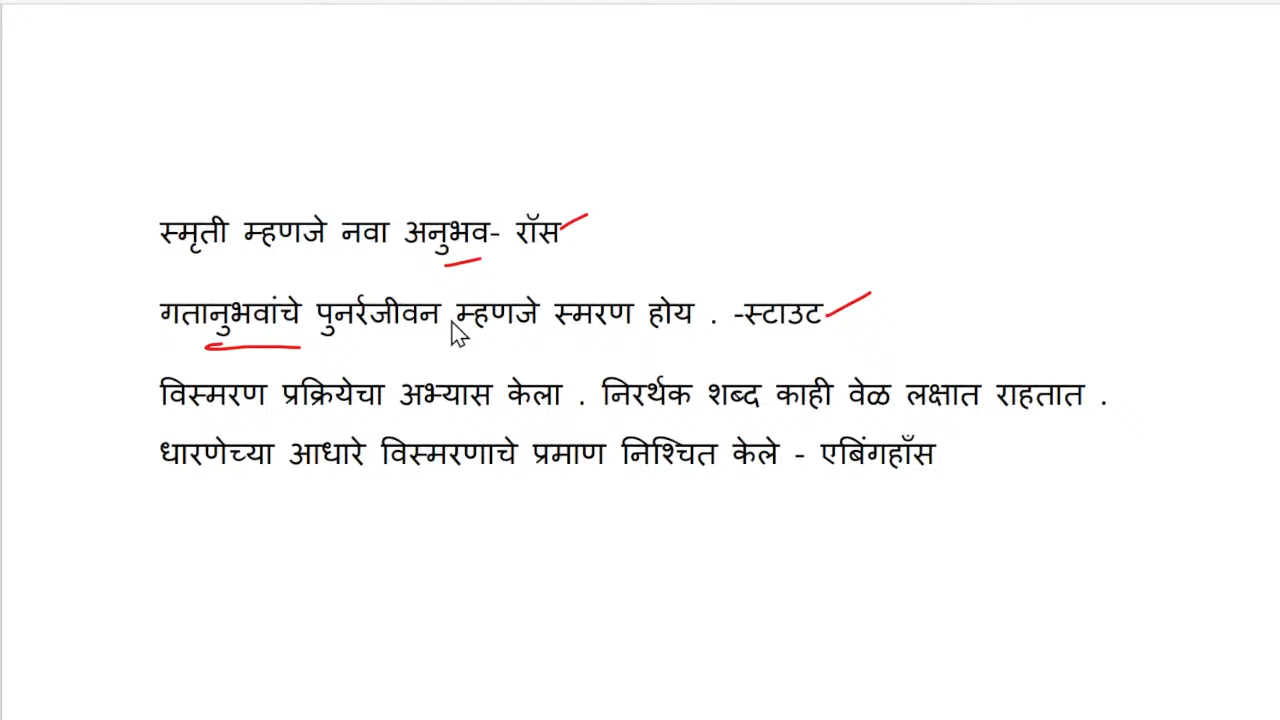 स्मृती म्हणजे नवा अनुभव- रॉस
गतानुभवांचे पुनर्रजीवन म्हणजे स्मरण होय . -स्टाउट
विस्मरण प्रक्रियेचा अभ्यास केला . निरर्थक शब्द काही वेळ लक्षात राहतात .
धारणेच्या आधारे विस्मरणाचे प्रमाण निश्चित केले - एबिंगहाँस